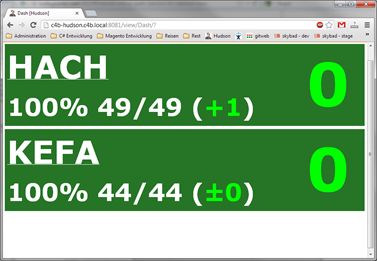 Dash [Hudson]
c4b-hudson.c4b.local:8081/view/Dash/?
Administration C# Entwicklung Magento Entwicklung Reisen Rest Hudson gitweb skybad - dev skybad - stage
HACH 0
100% 49/49 (+1)
KEFA 0
100% 44/44 (±0)